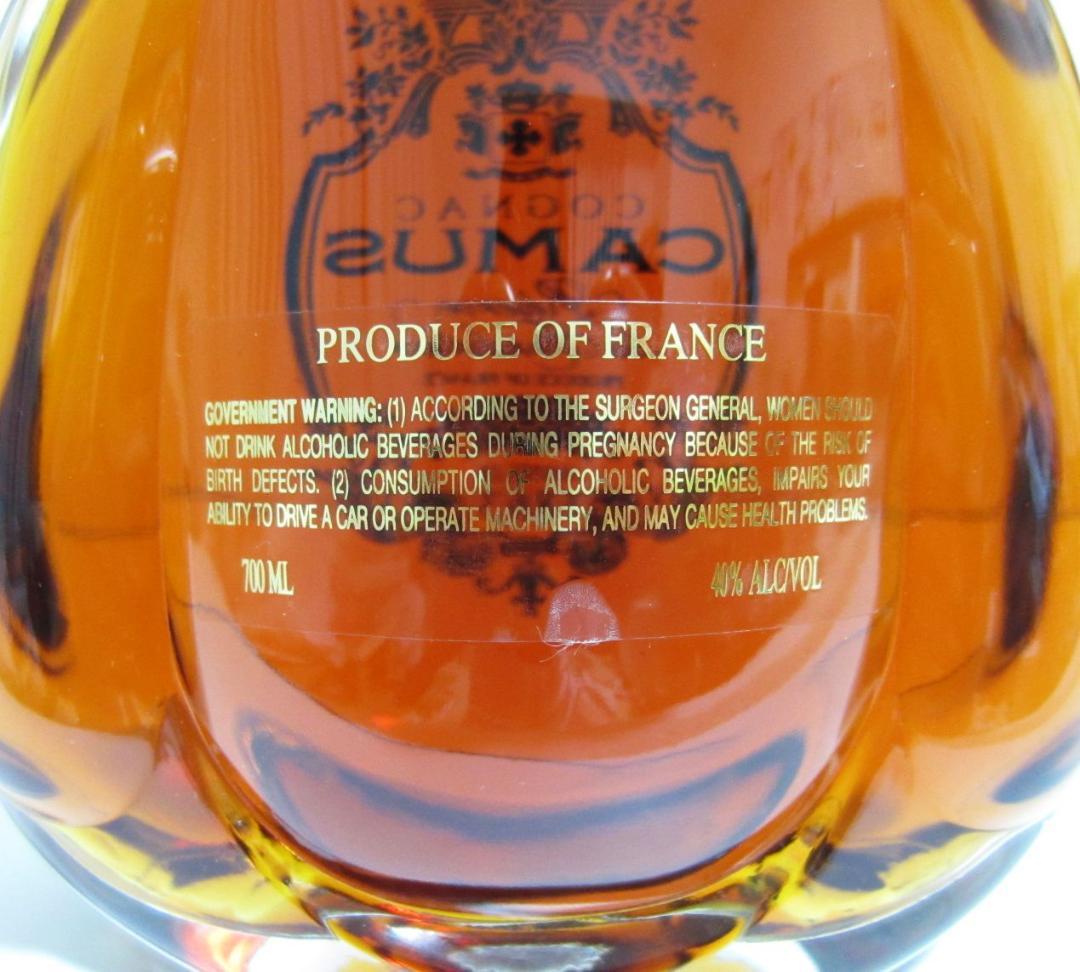 COGNAC
CAMUS
PRODUCE OF FRANCE
GOVERNMENT WARNING: (1) ACCORDING TO THE SURGEON GENERAL, WOMEN SHOULD
NOT DRINK ALCOHOLIC BEVERAGES DURING PREGNANCY BECAUSE OF THE RISK OF
BIRTH DEFECTS. (2) CONSUMPTION OF ALCOHOLIC BEVERAGES, IMPAIRS YOUR
ABILITY TO DRIVE A CAR OR OPERATE MACHINERY, AND MAY CAUSE HEALTH PROBLEMS.
700 ML 40% ALC/VOL